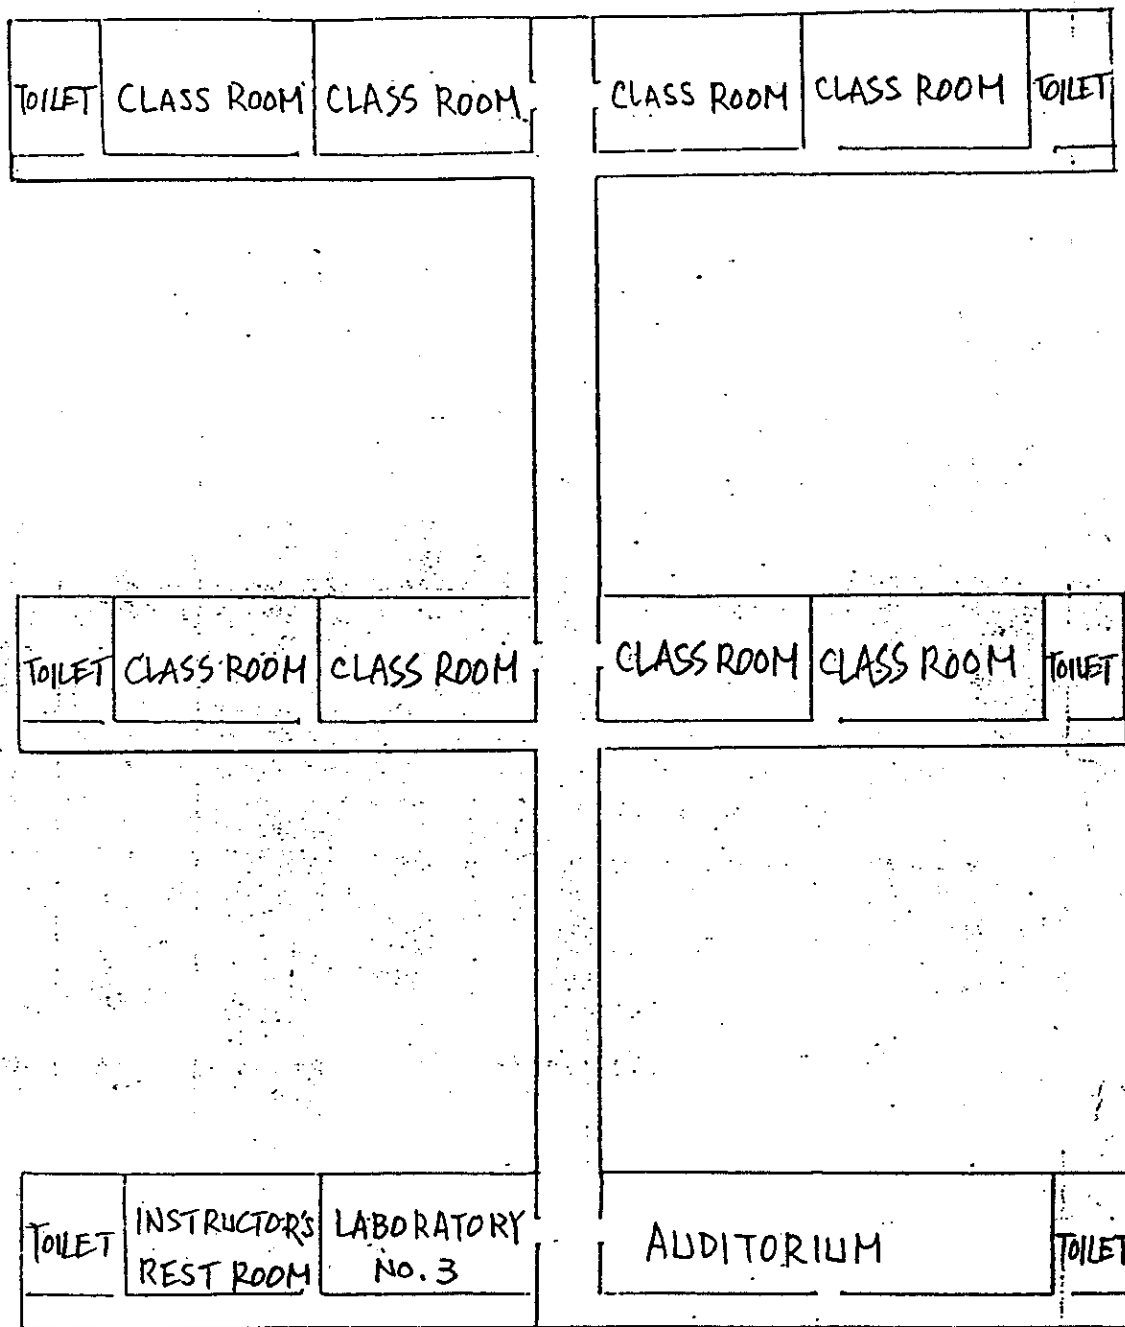 TOILET
CLASS ROOM
CLASS ROOM
CLASS ROOM
CLASS ROOM
TOILET
TOILET
CLASS ROOM
CLASS ROOM
CLASS ROOM
CLASS ROOM
TOILET
TOILET
INSTRUCTOR'S
REST ROOM
LABORATORY
NO. 3
AUDITORIUM
TOILET